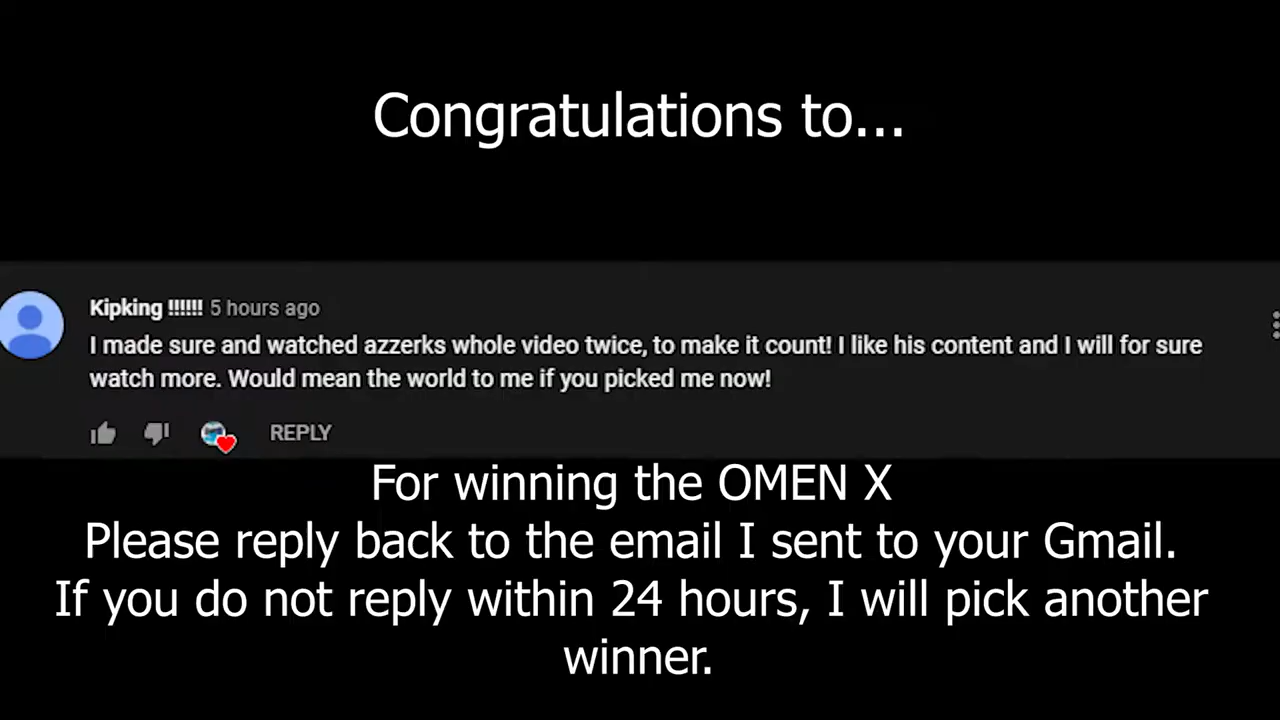 Congratulations to...
Kipking !!!!!! 5 hours ago
I made sure and watched azzerks whole video twice, to make it count! I like his content and I will for sure
watch more. Would mean the world to me if you picked me now!
REPLY
For winning the OMEN X
Please reply back to the email I sent to your Gmail.
If you do not reply within 24 hours, I will pick another
winner.